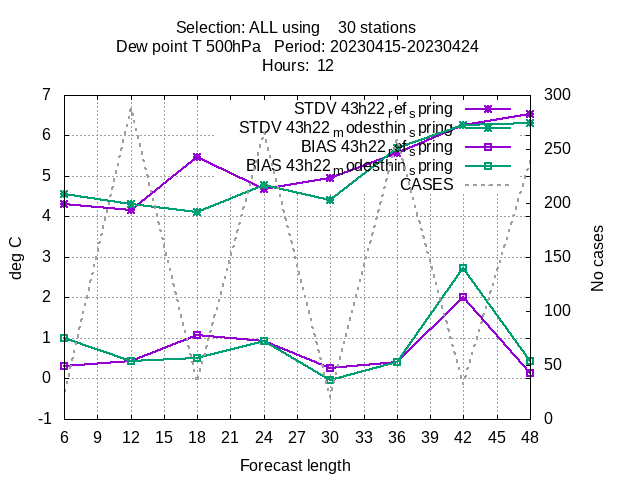 Selection: ALL using    30 stations
Dew point T 500hPa   Period: 20230415-20230424
Hours: 12
STDV 43h22_ref_spring
STDV 43h22_modesthin_spring
BIAS 43h22_ref_spring
BIAS 43h22_modesthin_spring
CASES
7
6
5
4
3
2
1
0
-1
deg C
300
250
200
150
100
50
0
No cases
6 9 12 15 18 21 24 27 30 33 36 39 42 45 48
Forecast length